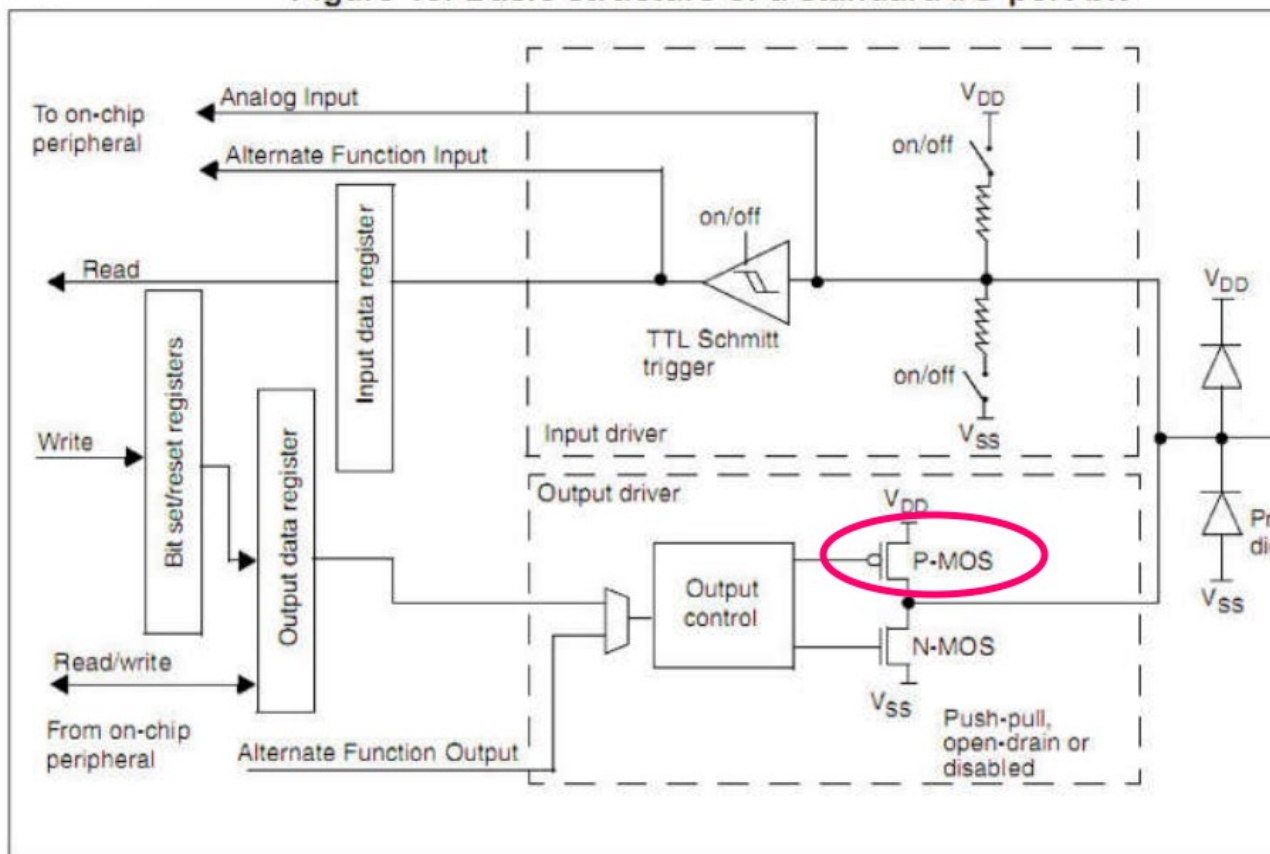 To on-chip
peripheral
Analog Input
Alternate Function Input
Read
Input data register
on/off
TTL Schmitt
trigger
VDD
on/off
on/off
VSS
Input driver
VDD
VSS
Write
Bit set/reset registers
Output data register
Read/write
From on-chip
peripheral
Alternate Function Output
Output driver
Output
control
VDD
P-MOS
N-MOS
VSS
Push-pull,
open-drain or
disabled